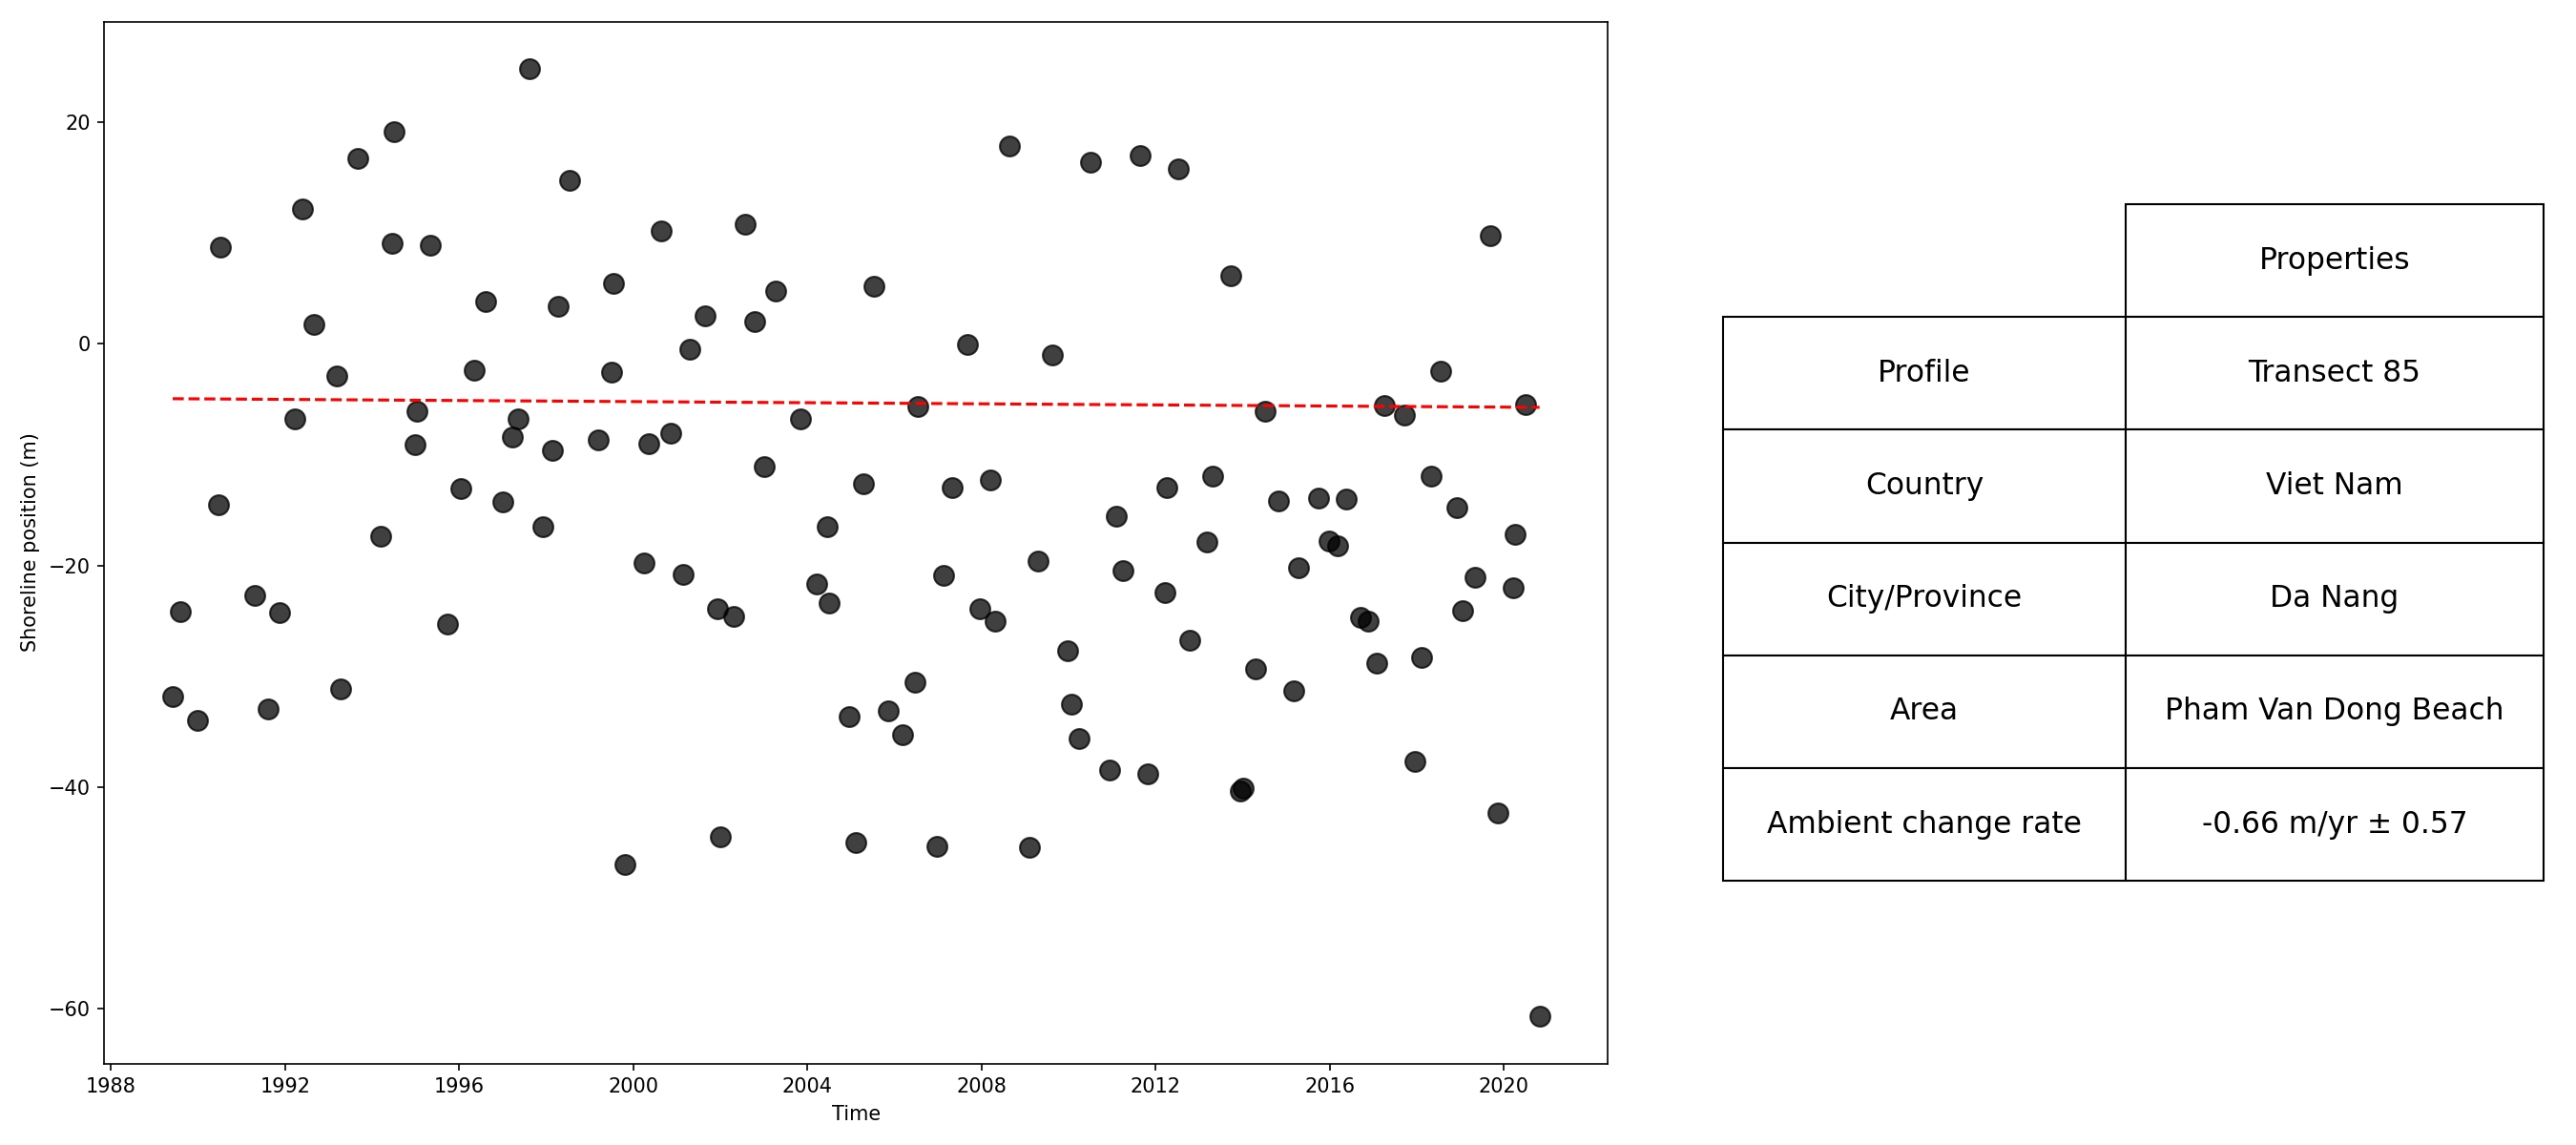 20
0
−20
−40
−60
Shoreline position (m)
1988 1992 1996 2000 2004 2008 2012 2016 2020
Time
Properties
Profile Transect 85
Country Viet Nam
City/Province Da Nang
Area Pham Van Dong Beach
Ambient change rate -0.66 m/yr ± 0.57